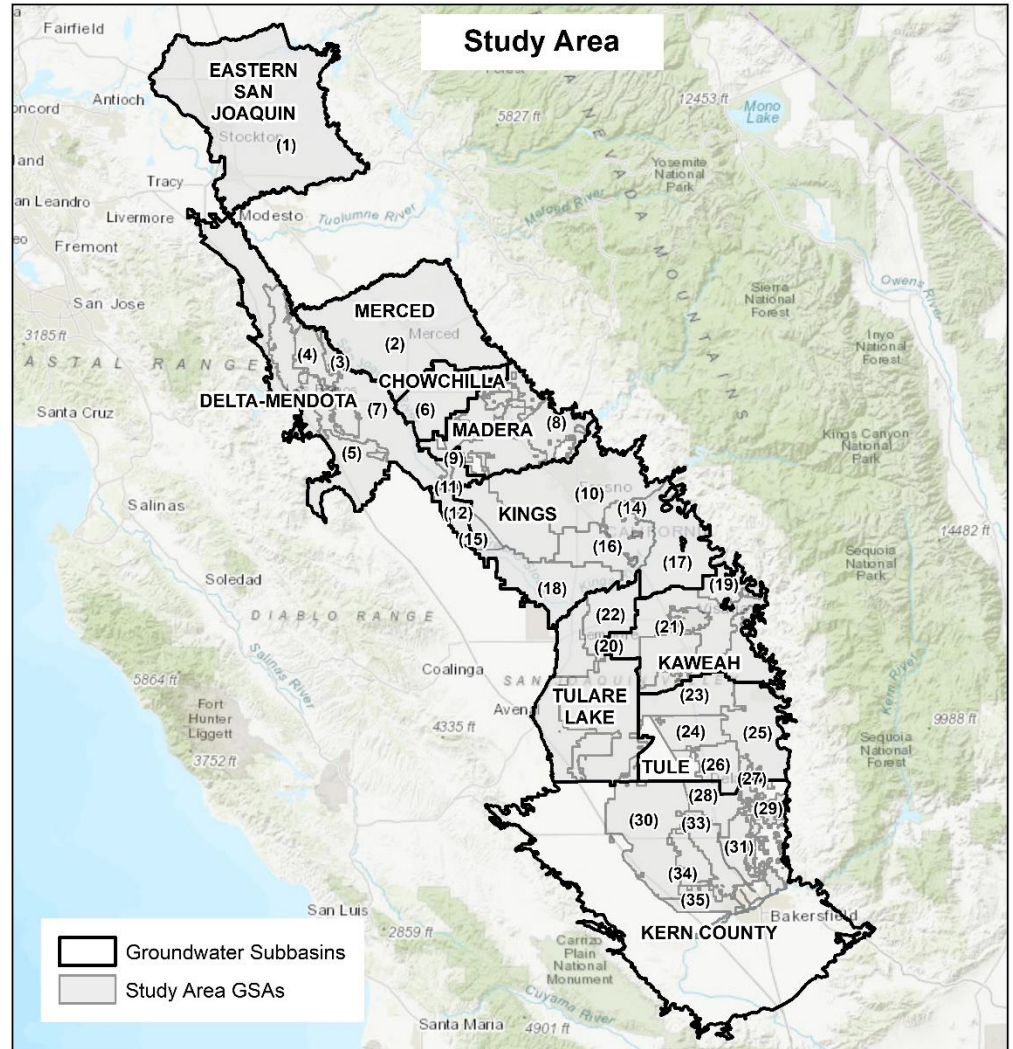 Study Area
Fairfield
EASTERN
SAN
JOAQUIN
Antioch
oncord
Stockton
(1)
land
Tracy
an Leandro
Livermore
Modesto
Fremont
Tuolumne River
San Jose
3185 ft
12453 ft
5827 ft
Mono
Lake
Yosemite
National
Park
Merced River
Owens River
Sierra
National
Forest
Inyo
National
Forest
MERCED
Merced
(2)
(4)
(3)
CHOWCHILLA
DELTA-MENDOTA
(7)
(6)
(8)
MADERA
(5)
(9)
Santa Cruz
Kings Canyon
National
Park
(11)
(10)
Fresno
KINGS
(14)
(12)
(16)
(15)
(17)
Salinas
14482 ft
Sequoia
National
Park
Soledad
(18)
(19)
DIABLO RANGE
Salinas River
(22)
(21)
(20)
KAWEAH
Coalinga
Kern River
5864 ft
Fort
Hunter
Liggett
TULARE
LAKE
Avenal
4335 ft
3752 ft
(23)
(24)
(25)
(26)
TULE
(27)
9988 ft
Sequoia
National
Forest
(28)
(29)
(30)
(33)
(31)
(34)
(35)
San Luis
Bakersfield
KERN COUNTY
2859 ft
Carrizo
Plain
National
Monument
Cuyama River
Santa Maria
4901 ft
Groundwater Subbasins
Study Area GSAs